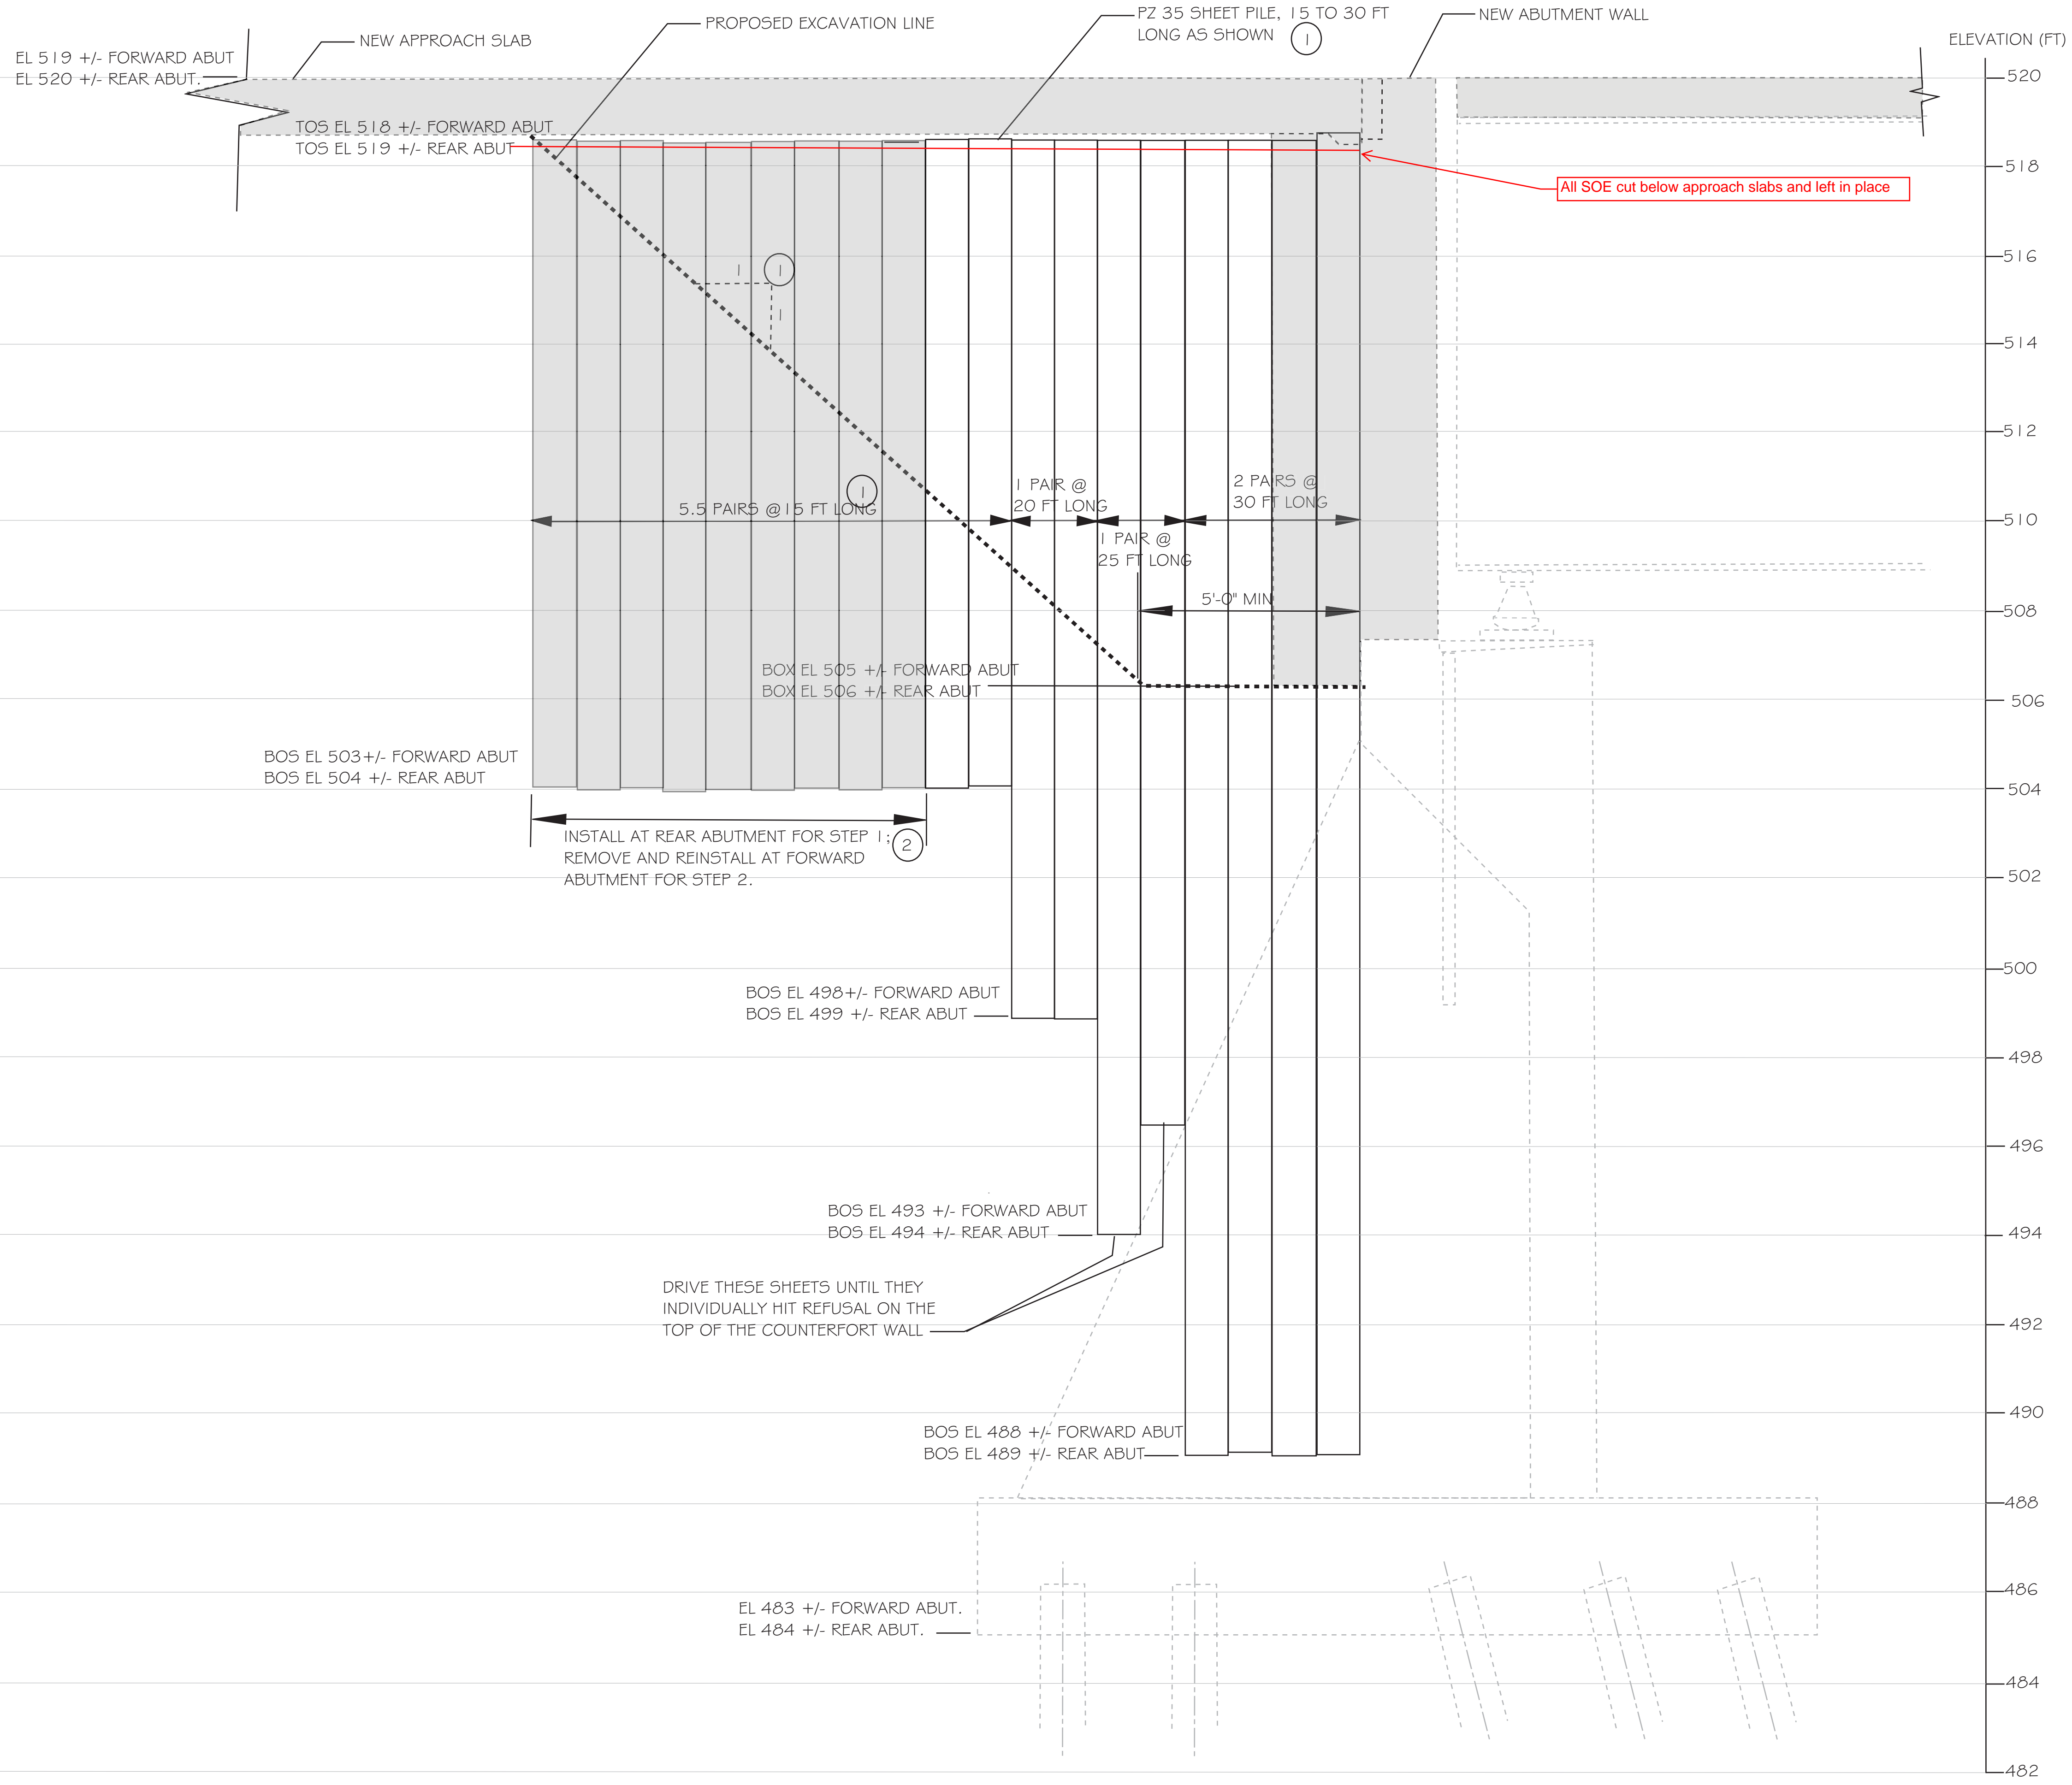 PROPOSED EXCAVATION LINE
PZ 35 SHEET PILE, 15 TO 30 FT
LONG AS SHOWN 1
NEW ABUTMENT WALL
NEW APPROACH SLAB
ELEVATION (FT)
EL 519 +/- FORWARD ABUT
EL 520 +/- REAR ABUT.
520
TOS EL 518 +/- FORWARD ABUT
TOS EL 519 +/- REAR ABUT
518
All SOE cut below approach slabs and left in place
516
1 1
1
514
512
1 PAIR @
20 FT LONG
2 PAIRS @
30 FT LONG
1
5.5 PAIRS @15 FT LONG
510
1 PAIR @
25 FT LONG
5'-0" MIN
508
BOX EL 505 +/- FORWARD ABUT
BOX EL 506 +/- REAR ABUT
506
BOS EL 503+/- FORWARD ABUT
BOS EL 504 +/- REAR ABUT
504
INSTALL AT REAR ABUTMENT FOR STEP 1; 2
REMOVE AND REINSTALL AT FORWARD
ABUTMENT FOR STEP 2.
502
500
BOS EL 498+/- FORWARD ABUT
BOS EL 499 +/- REAR ABUT
498
496
BOS EL 493 +/- FORWARD ABUT
BOS EL 494 +/- REAR ABUT
494
DRIVE THESE SHEETS UNTIL THEY
INDIVIDUALLY HIT REFUSAL ON THE
TOP OF THE COUNTERFORT WALL
492
490
BOS EL 488 +/- FORWARD ABUT
BOS EL 489 +/- REAR ABUT
488
486
EL 483 +/- FORWARD ABUT.
EL 484 +/- REAR ABUT.
484
482